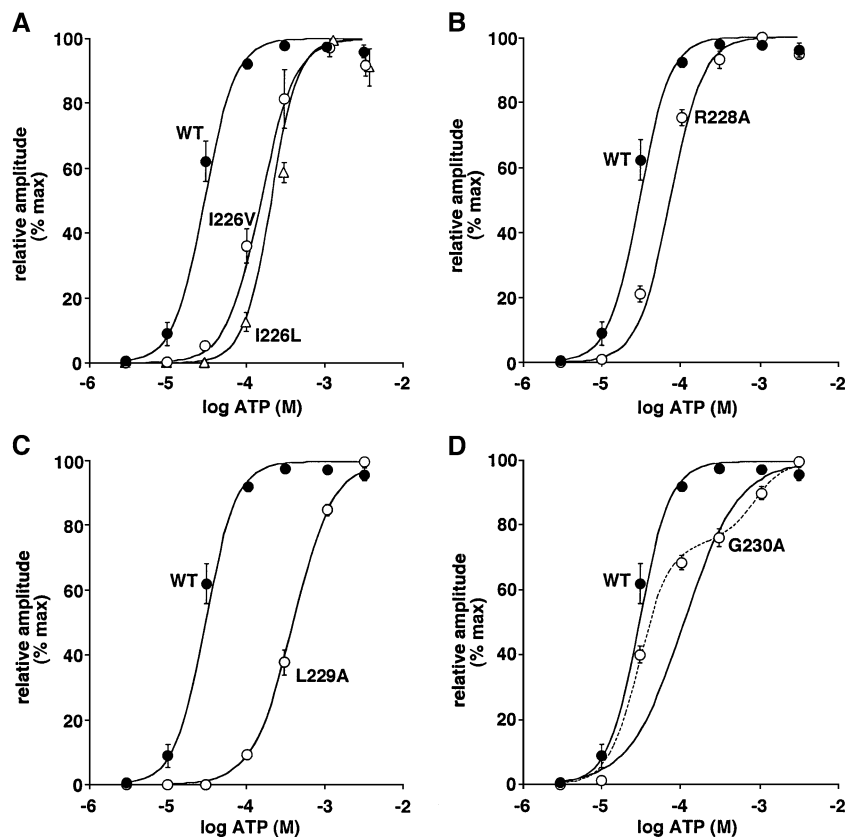 A
100
80
60
40
20
0
relative amplitude
(% max)
WT
I226V
I226L
-6 -5 -4 -3 -2
log ATP (M)
B
100
80
60
40
20
0
relative amplitude
(% max)
WT
R228A
-6 -5 -4 -3 -2
log ATP (M)
C
100
80
60
40
20
0
relative amplitude
(% max)
WT
L229A
-6 -5 -4 -3 -2
log ATP (M)
D
100
80
60
40
20
0
relative amplitude
(% max)
WT
G230A
-6 -5 -4 -3 -2
log ATP (M)